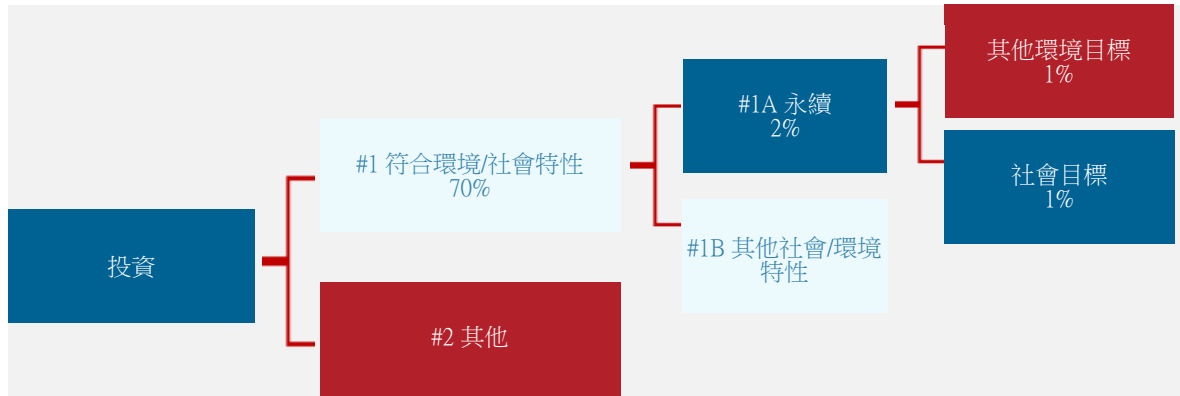 投資
#1 符合環境/社會特性
70%
#2 其他
#1A 永續
2%
#1B 其他社會/環境
特性
其他環境目標
1%
社會目標
1%